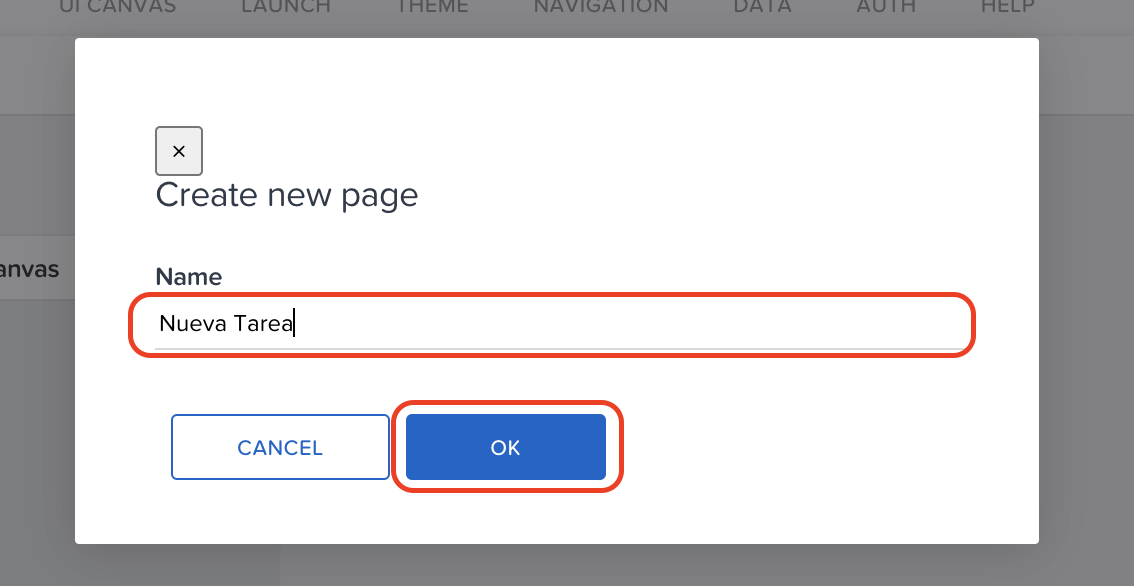 UI CANVAS LAUNCH THEME NAVIGATION DATA AUTH HELP
×
Create new page
anvas
Name
Nueva Tarea
CANCEL OK